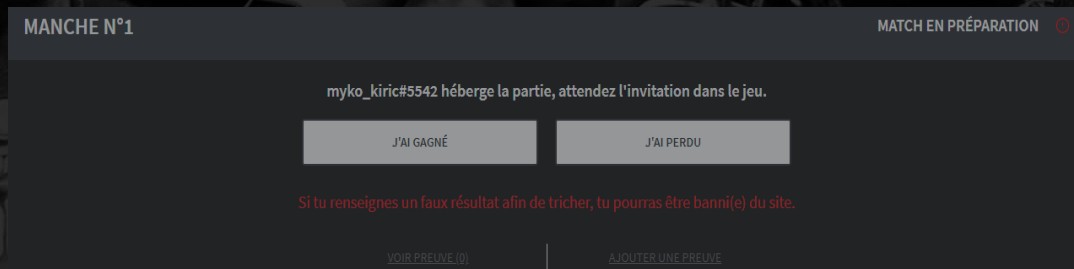 MANCHE N°1
MATCH EN PRÉPARATION
myko_kiric#5542 héberge la partie, attendez l'invitation dans le jeu.
J'AI GAGNÉ
J'AI PERDU
Si tu renseignes un faux résultat afin de tricher, tu pourras être banni(e) du site.
VOIR PREUVE (0)
AJOUTER UNE PREUVE